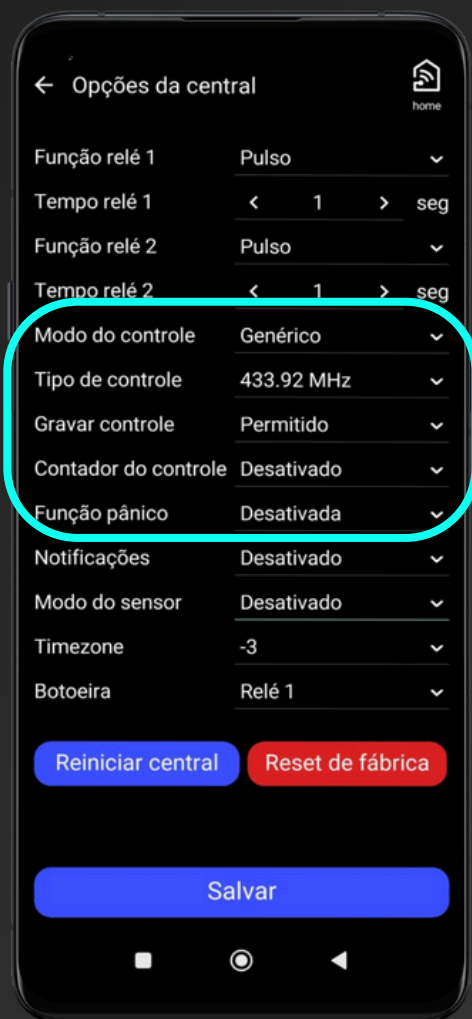 Opções da central
home
Função relé 1 Pulso
Tempo relé 1 1 seg
Função relé 2 Pulso
Tempo relé 2 1 seg
Modo do controle Genérico
Tipo de controle 433.92 MHz
Gravar controle Permitido
Contador do controle Desativado
Função pânico Desativada
Notificações Desativado
Modo do sensor Desativado
Timezone -3
Botoeira Relé 1
Reiniciar central Reset de fábrica
Salvar